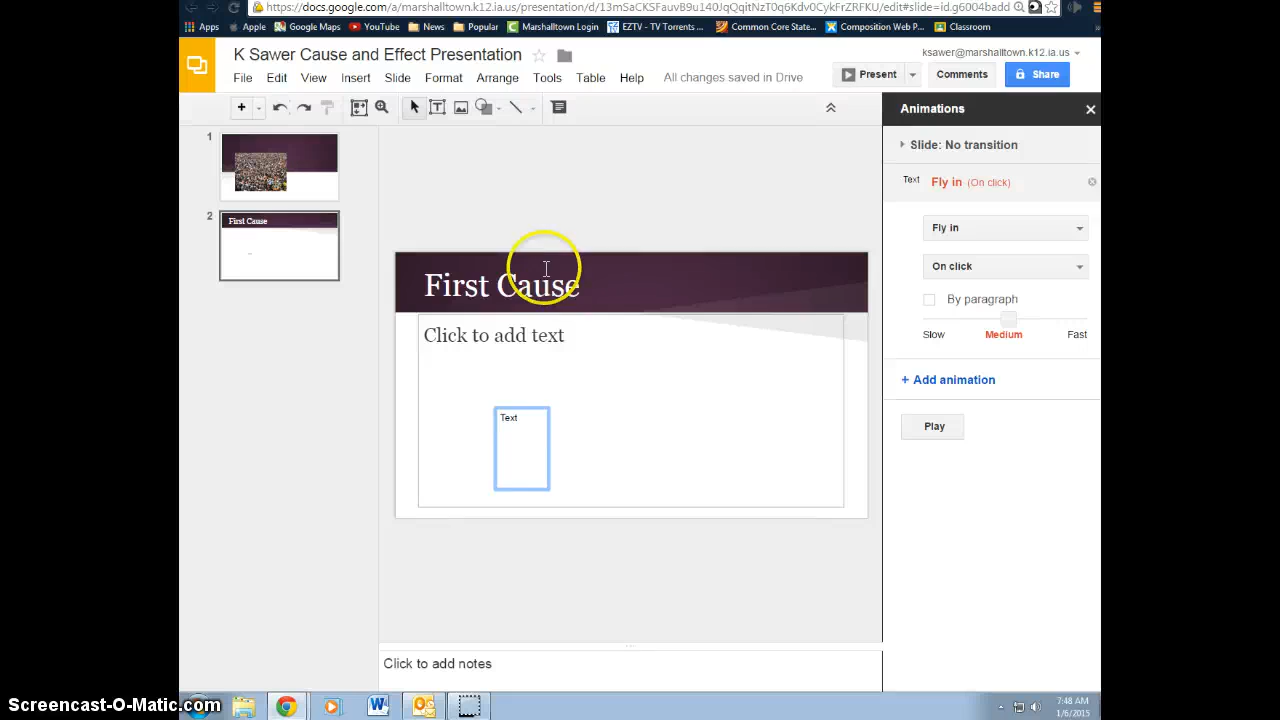 https://docs.google.com/a/marshalltown.k12.ia.us/presentation/d/13mSaCKSFauvB9u14OJqQqitNzT0q6Kdv0CykFrZRFKU/edit#slide=id.g6004badd
Apps Apple Google Maps YouTube News Popular Marshalltown Login EZTV - TV Torrents ... Common Core State... Composition Web P... Classroom
K Sawer Cause and Effect Presentation
ksawer@marshalltown.k12.ia.us
File Edit View Insert Slide Format Arrange Tools Table Help All changes saved in Drive
Present Comments Share
Animations
1
Slide: No transition
Text Fly in (On click)
2
First Cause
Fly in
On click
By paragraph
Slow Medium Fast
First Cause
Click to add text
Text
+ Add animation
Play
Click to add notes
Screencast-O-Matic.com
7:48 AM
1/6/2015